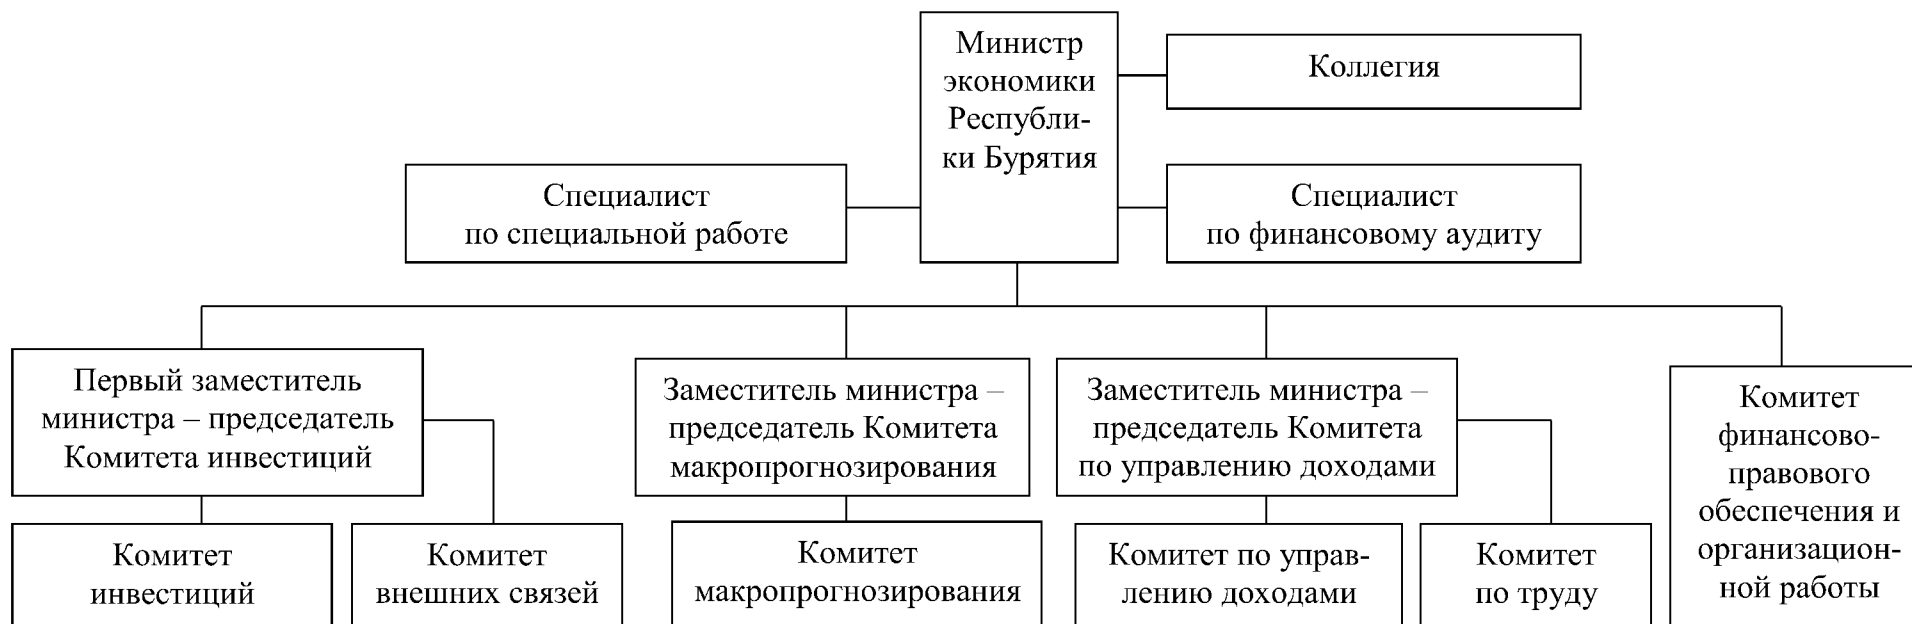 Министр
экономики
Республи-
ки Бурятия
Коллегия
Специалист
по специальной работе
Специалист
по финансовому аудиту
Первый заместитель
министра – председатель
Комитета инвестиций
Заместитель министра –
председатель Комитета
макропрогнозирования
Заместитель министра –
председатель Комитета
по управлению доходами
Комитет
финансово-
правового
обеспечения и
организацион-
ной работы
Комитет
инвестиций
Комитет
внешних связей
Комитет
макропрогнозирования
Комитет по управ-
лению доходами
Комитет
по труду